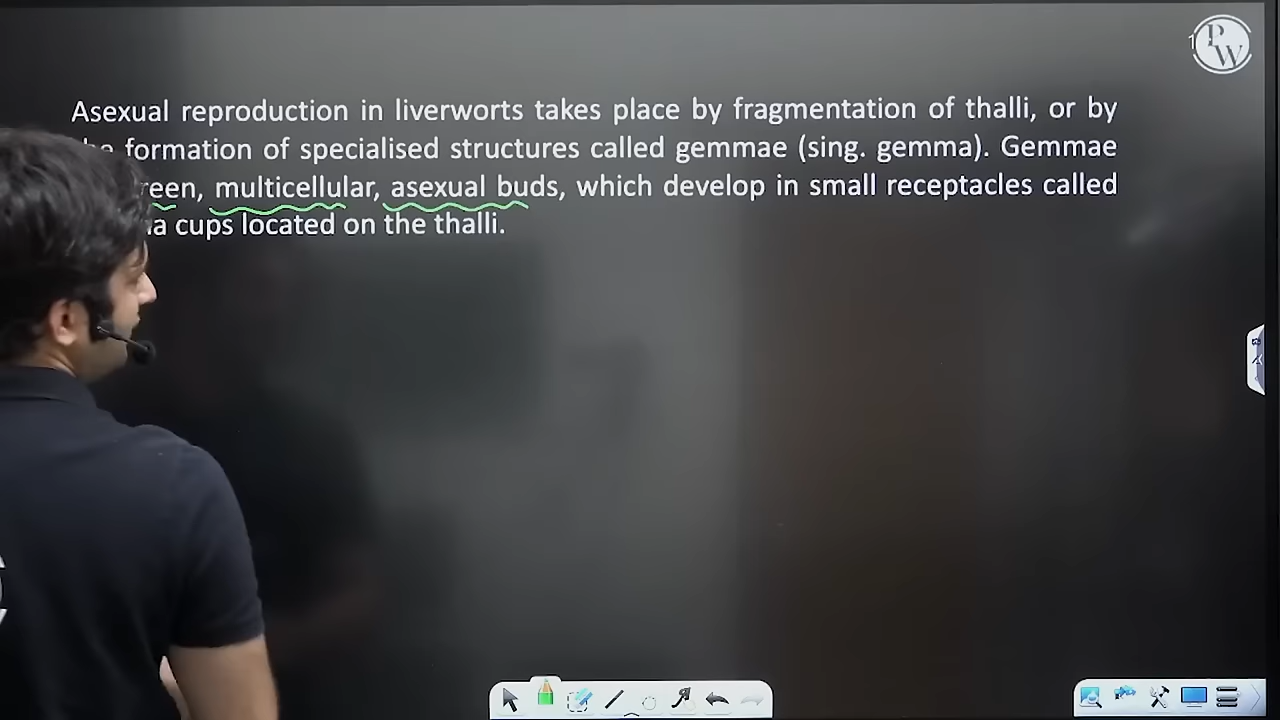 PW
Asexual reproduction in liverworts takes place by fragmentation of thalli, or by
formation of specialised structures called gemmae (sing. gemma). Gemmae
multicellular, asexual buds, which develop in small receptacles called
cups located on the thalli.